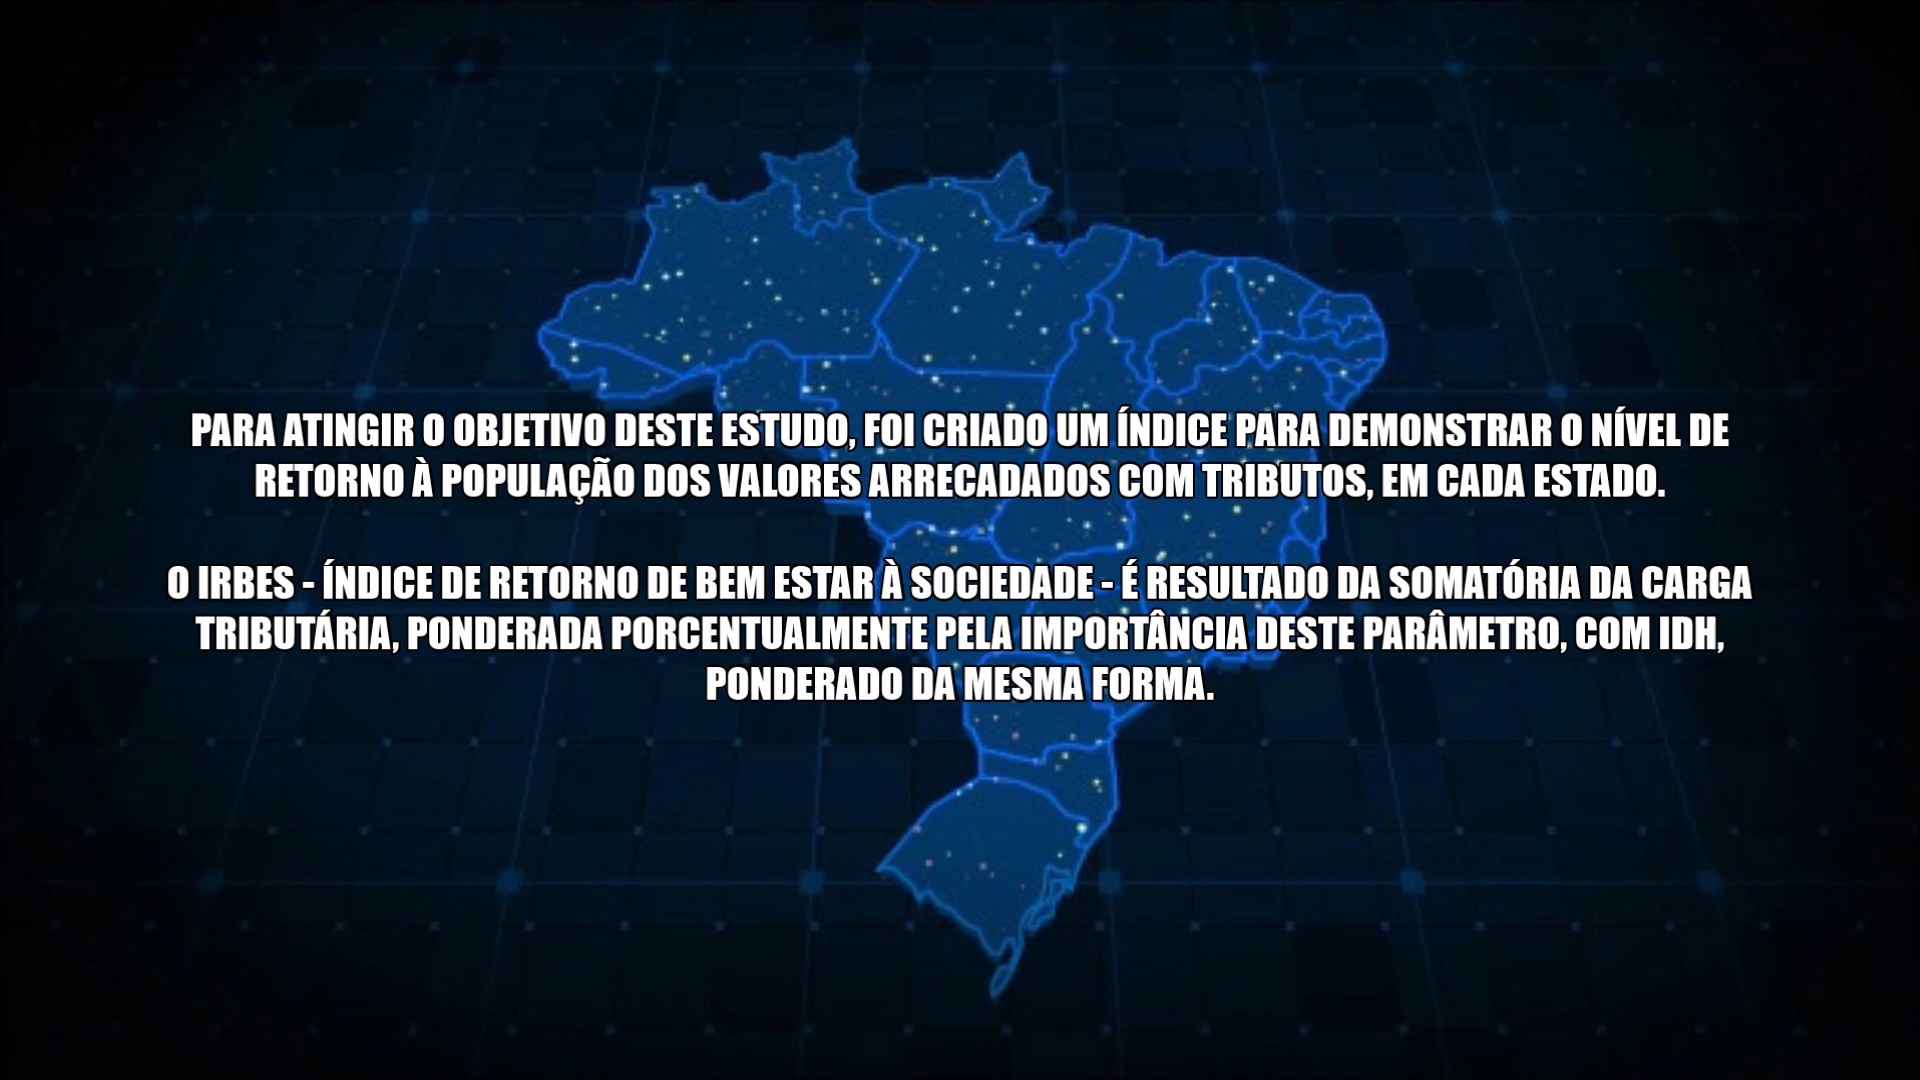 PARA ATINGIR O OBJETIVO DESTE ESTUDO, FOI CRIADO UM ÍNDICE PARA DEMONSTRAR O NÍVEL DE
RETORNO À POPULAÇÃO DOS VALORES ARRECADADOS COM TRIBUTOS, EM CADA ESTADO.
O IRBES - ÍNDICE DE RETORNO DE BEM ESTAR À SOCIEDADE - É RESULTADO DA SOMATÓRIA DA CARGA
TRIBUTÁRIA, PONDERADA PORCENTUALMENTE PELA IMPORTÂNCIA DESTE PARÂMETRO, COM IDH,
PONDERADO DA MESMA FORMA.